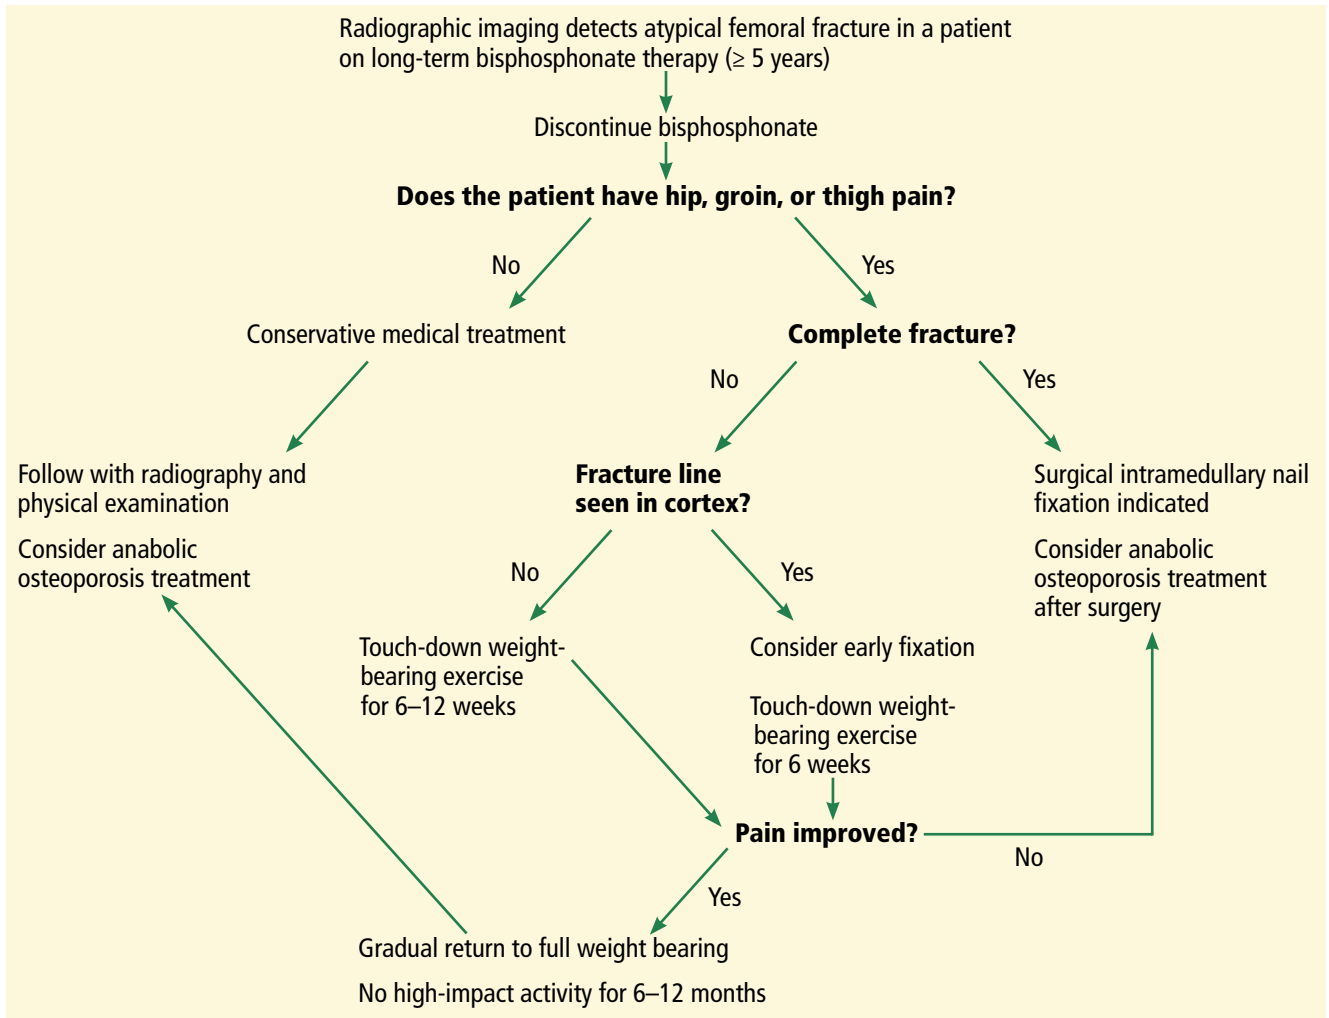 Radiographic imaging detects atypical femoral fracture in a patient
on long-term bisphosphonate therapy (≥ 5 years)
Discontinue bisphosphonate
Does the patient have hip, groin, or thigh pain?
No
Yes
Conservative medical treatment
Complete fracture?
No
Yes
Follow with radiography and
physical examination
Consider anabolic
osteoporosis treatment
Fracture line
seen in cortex?
Surgical intramedullary nail
fixation indicated
Consider anabolic
osteoporosis treatment
after surgery
No
Yes
Touch-down weight-
bearing exercise
for 6–12 weeks
Consider early fixation
Touch-down weight-
bearing exercise
for 6 weeks
Pain improved?
No
Yes
Gradual return to full weight bearing
No high-impact activity for 6–12 months